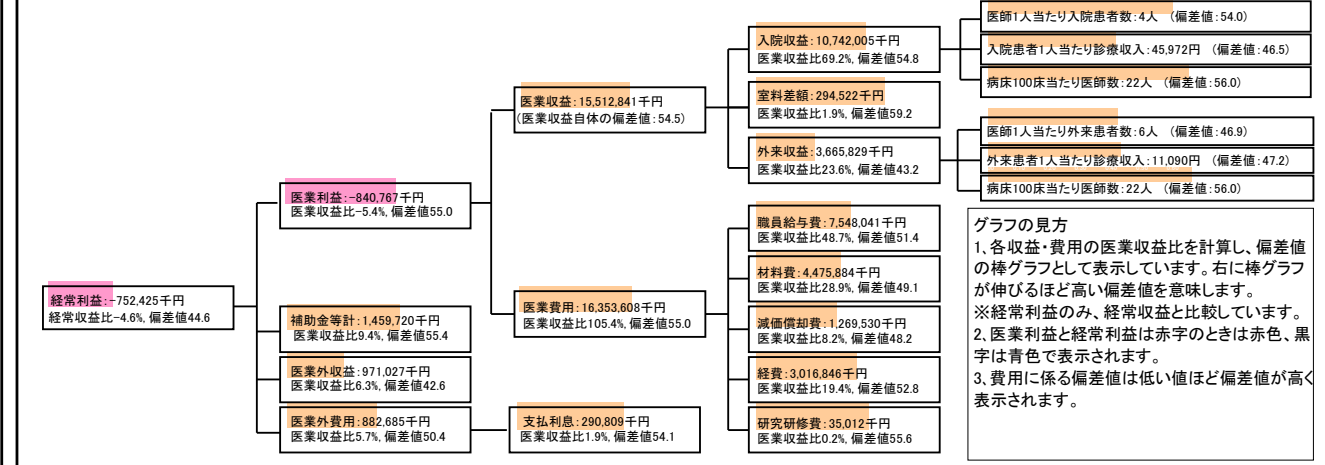 経常利益:-752,425千円
経常収支比-4.6%, 偏差値44.6
医業利益:-840,767千円
医業収益比-5.4%, 偏差値55.0
補助金等計:1,459,720千円
医業収益比9.4%, 偏差値55.4
医業外収益:971,027千円
医業収益比6.3%, 偏差値42.6
医業外費用:882,685千円
医業収益比5.7%, 偏差値50.4
医業収益:15,512,841千円
(医業収益自体の偏差値:54.5)
医業費用:16,353,608千円
医業収益比105.4%, 偏差値55.0
支払利息:290,809千円
医業収益比1.9%, 偏差値54.1
入院収益:10,742,005千円
医業収益比69.2%, 偏差値54.8
室料差額:294,522千円
医業収益比1.9%, 偏差値59.2
外来収益:3,665,829千円
医業収益比23.6%, 偏差値43.2
職員給与費:7,548,041千円
医業収益比48.7%, 偏差値51.4
材料費:4,475,884千円
医業収益比28.9%, 偏差値49.1
減価償却費:1,269,530千円
医業収益比8.2%, 偏差値48.2
経費:3,016,846千円
医業収益比19.4%, 偏差値52.8
研究研修費:35,012千円
医業収益比0.2%, 偏差値55.6
医師1人当たり入院患者数:4人 (偏差値:54.0)
入院患者1人当たり診療収入:45,972円 (偏差値:46.5)
病床100床当たり医師数:22人 (偏差値:56.0)
医師1人当たり外来患者数:6人 (偏差値:46.9)
外来患者1人当たり診療収入:11,090円 (偏差値:47.2)
病床100床当たり医師数:22人 (偏差値:56.0)
グラフの見方
1、各収益・費用の医業収益比を計算し、偏差値
の棒グラフとして表示しています。右に棒グラフ
が伸びるほど高い偏差値を意味します。
※経常利益のみ、経常収支と比較しています。
2、医業利益と経常利益は赤字のときは赤色、黒
字は青色で表示されます。
3、費用に係る偏差値は低い値ほど偏差値が高く
表示されます。